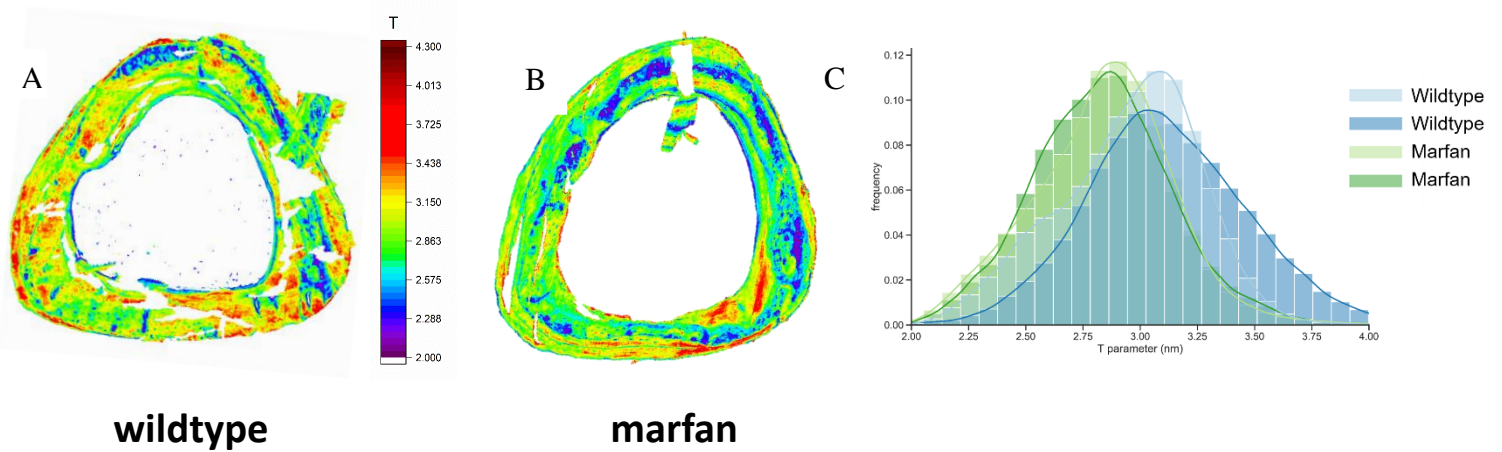 A
T
4.300
4.013
3.725
3.438
3.150
2.863
2.575
2.288
2.000
wildtype
B
marfan
C
frequency
0.12
0.10
0.08
0.06
0.04
0.02
0.00
2.00 2.25 2.50 2.75 3.00 3.25 3.50 3.75 4.00
T parameter (nm)
Wildtype
Wildtype
Marfan
Marfan